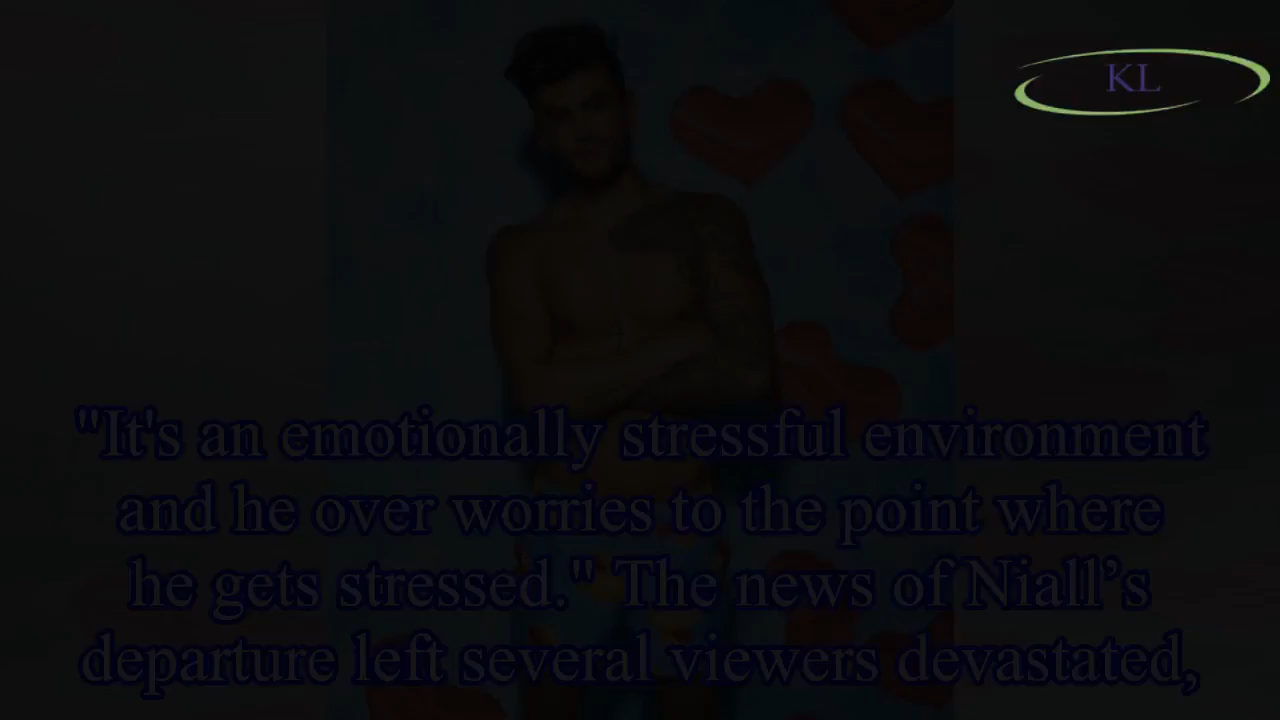 KL
"It's an emotionally stressful environment
and he over worries to the point where
he gets stressed." The news of Niall’s
departure left several viewers devastated,